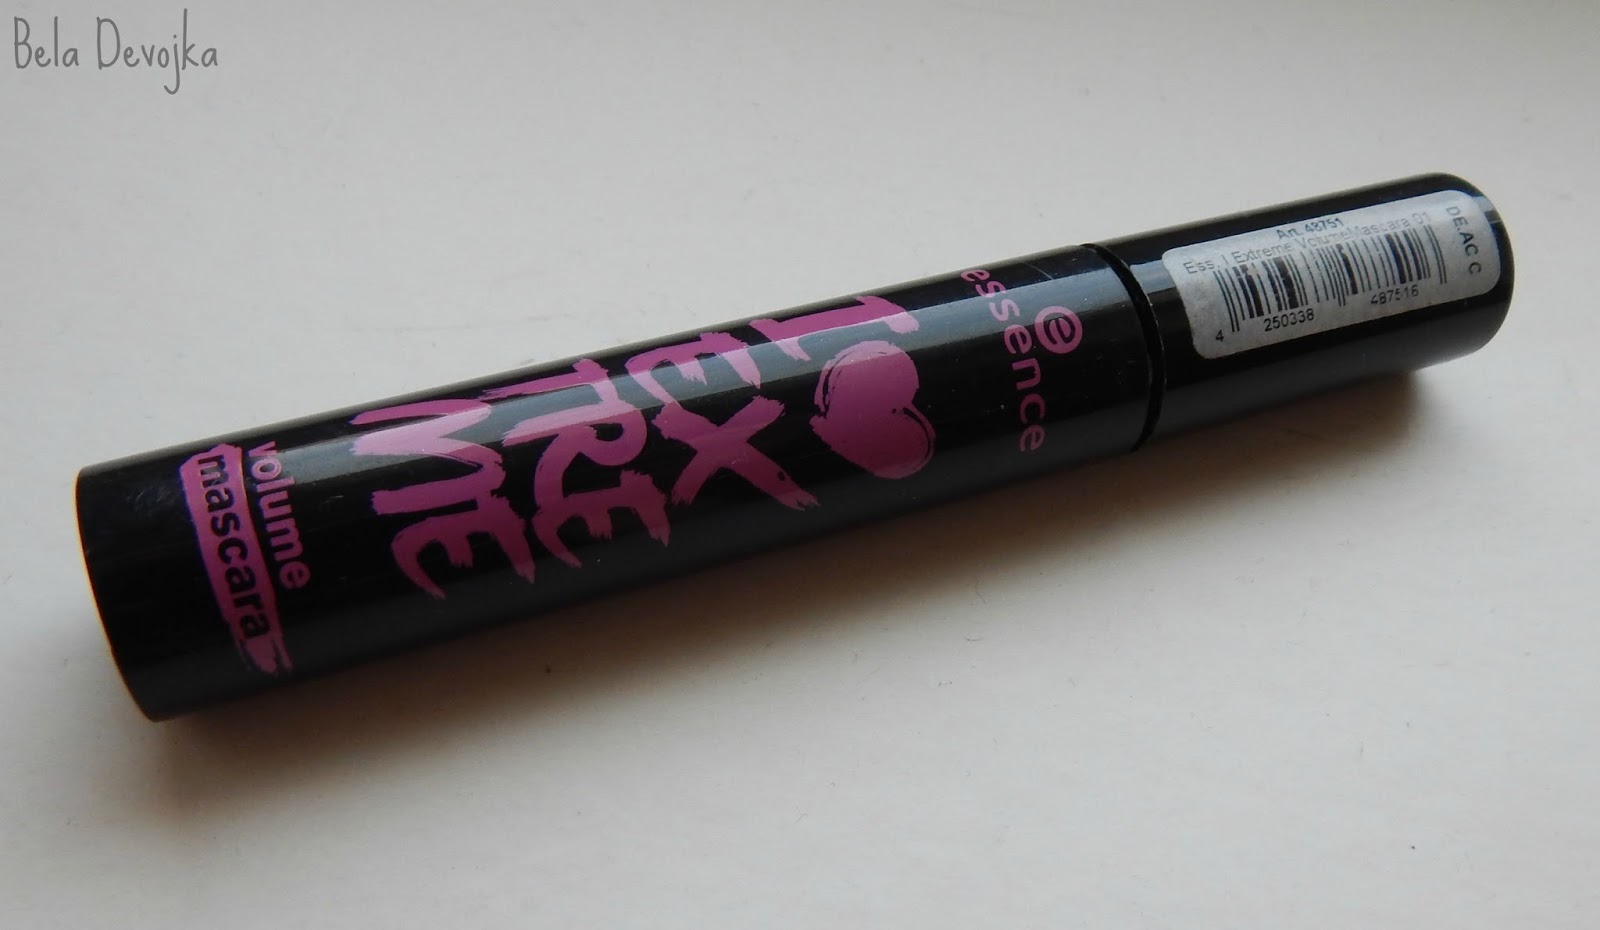 Bela Devojka
e
essence
I
EX
TRE
ME
volume
mascara
Art. 48751
Ess. I Extreme VolumeMascara 01
4 250338 487516
DE.AC C